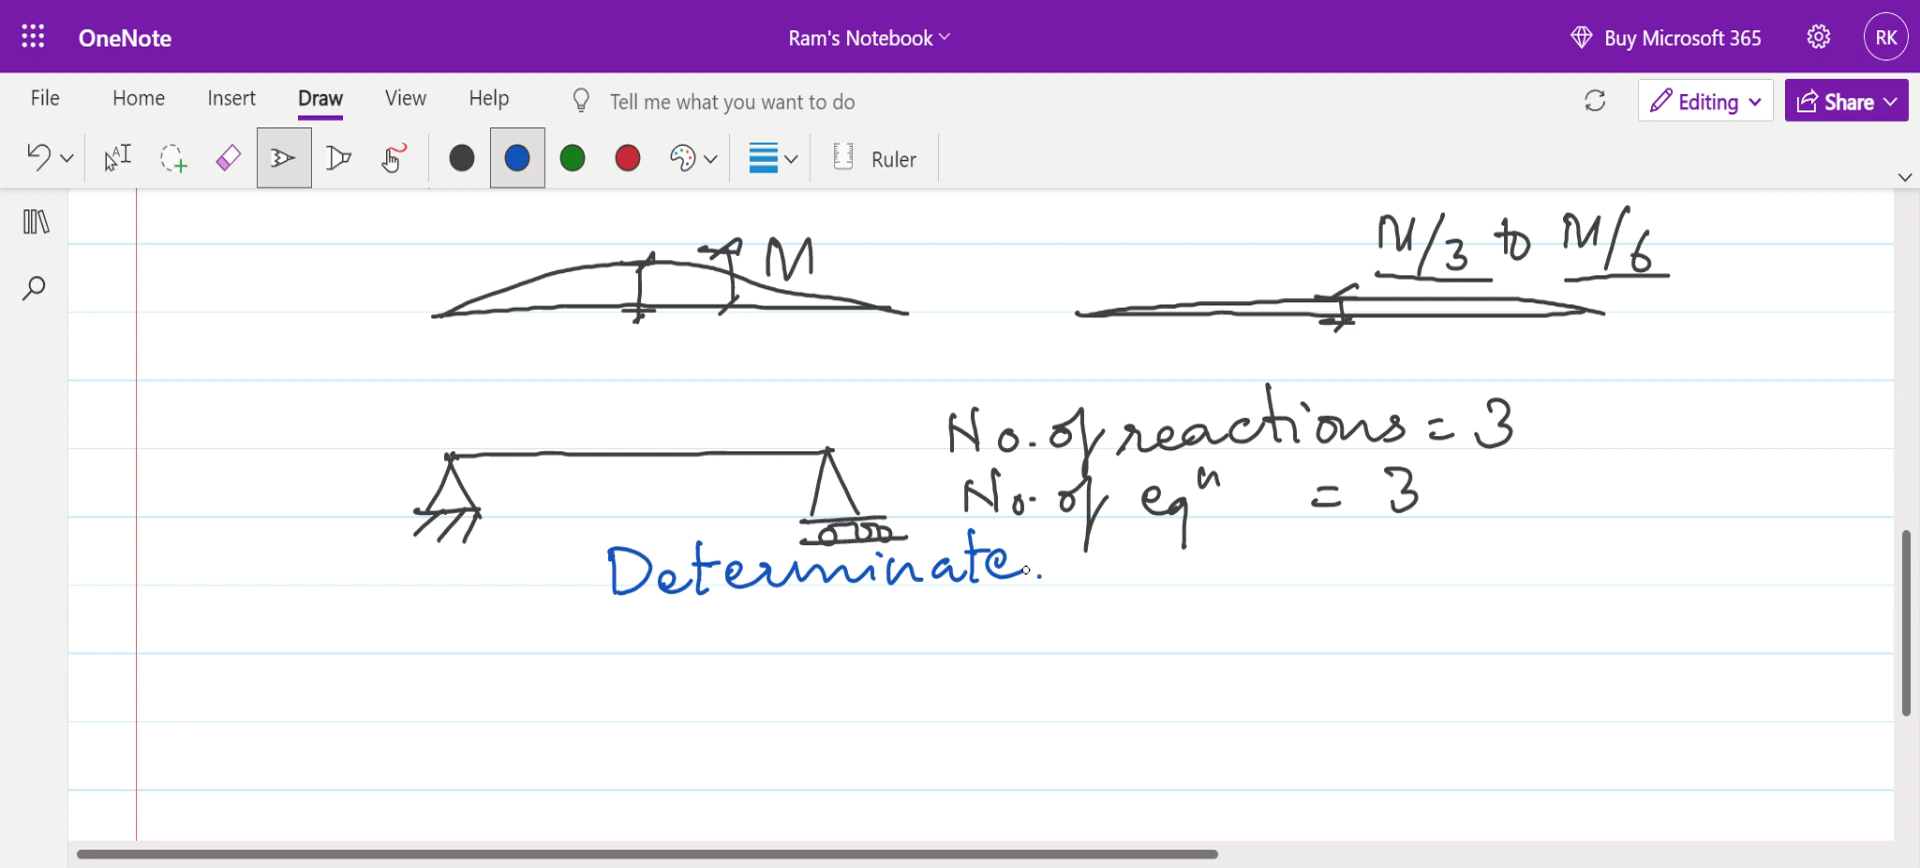 OneNote
Ram's Notebook
Buy Microsoft 365
RK
File Home Insert Draw View Help Tell me what you want to do
Editing
Share
Ruler
M
M/3 to M/6
No. of reactions = 3
No. of eqⁿ = 3
Determinate.